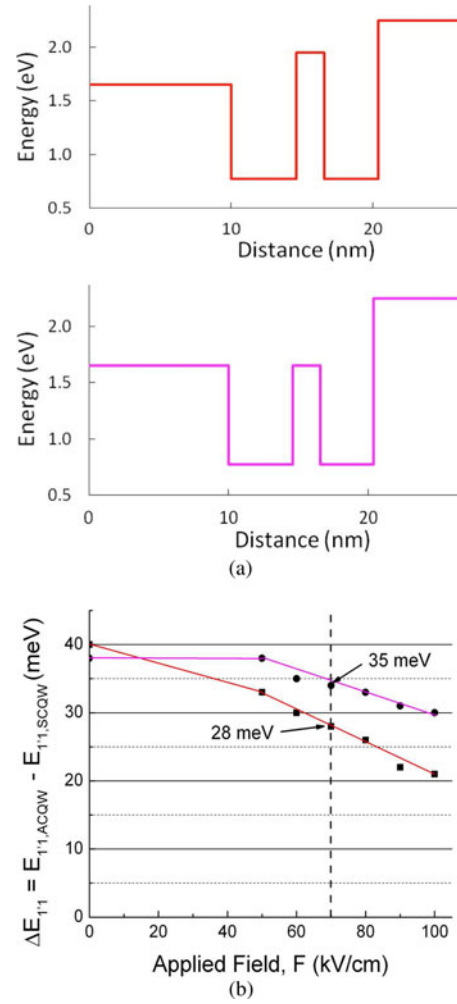 2.0
1.5
1.0
0.5
Energy (eV)
0 10 20
Distance (nm)
2.0
1.5
1.0
0.5
Energy (eV)
0 10 20
Distance (nm)
(a)
ΔE1'1 = E1'1,ACQW - E1'1,SCQW (meV)
40
30
20
10
0
35 meV
28 meV
0 20 40 60 80 100
Applied Field, F (kV/cm)
(b)